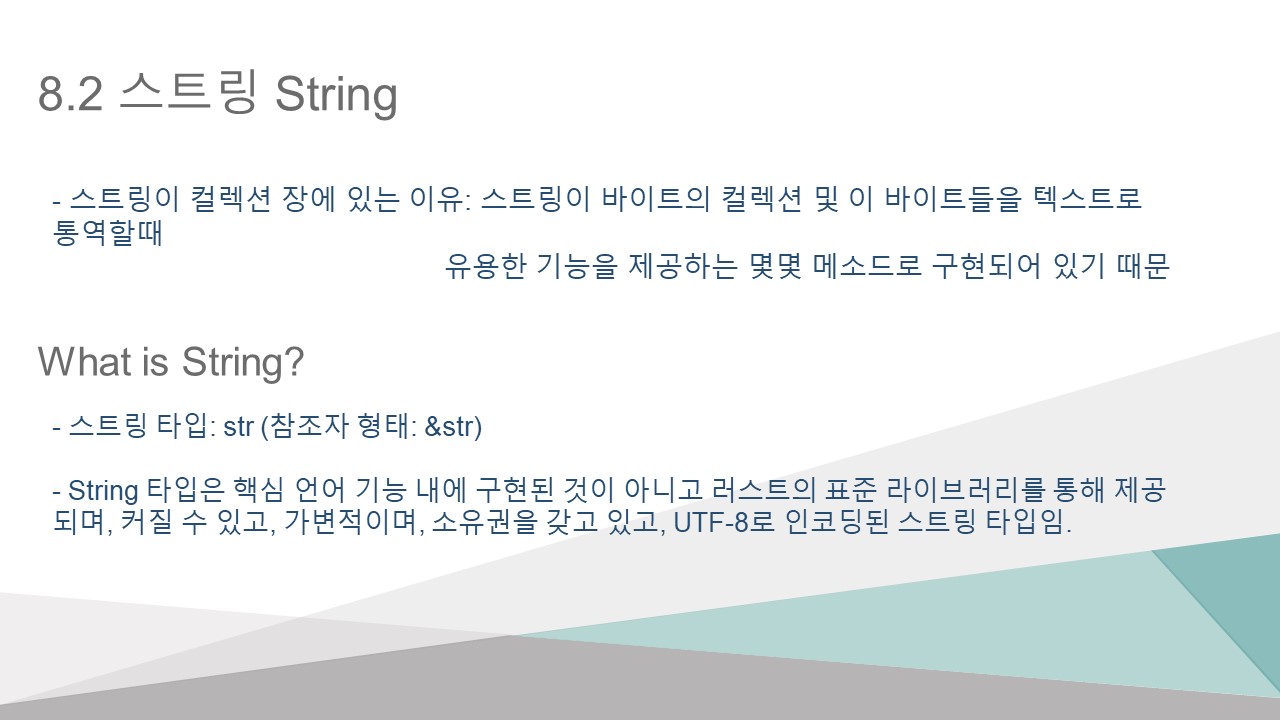 8.2 스트링 String
- 스트링이 컬렉션 장에 있는 이유: 스트링이 바이트의 컬렉션 및 이 바이트들을 텍스트로
통역할때
유용한 기능을 제공하는 몇몇 메소드로 구현되어 있기 때문
What is String?
- 스트링 타입: str (참조자 형태: &str)
- String 타입은 핵심 언어 기능 내에 구현된 것이 아니고 러스트의 표준 라이브러리를 통해 제공
되며, 커질 수 있고, 가변적이며, 소유권을 갖고 있고, UTF-8로 인코딩된 스트링 타입임.